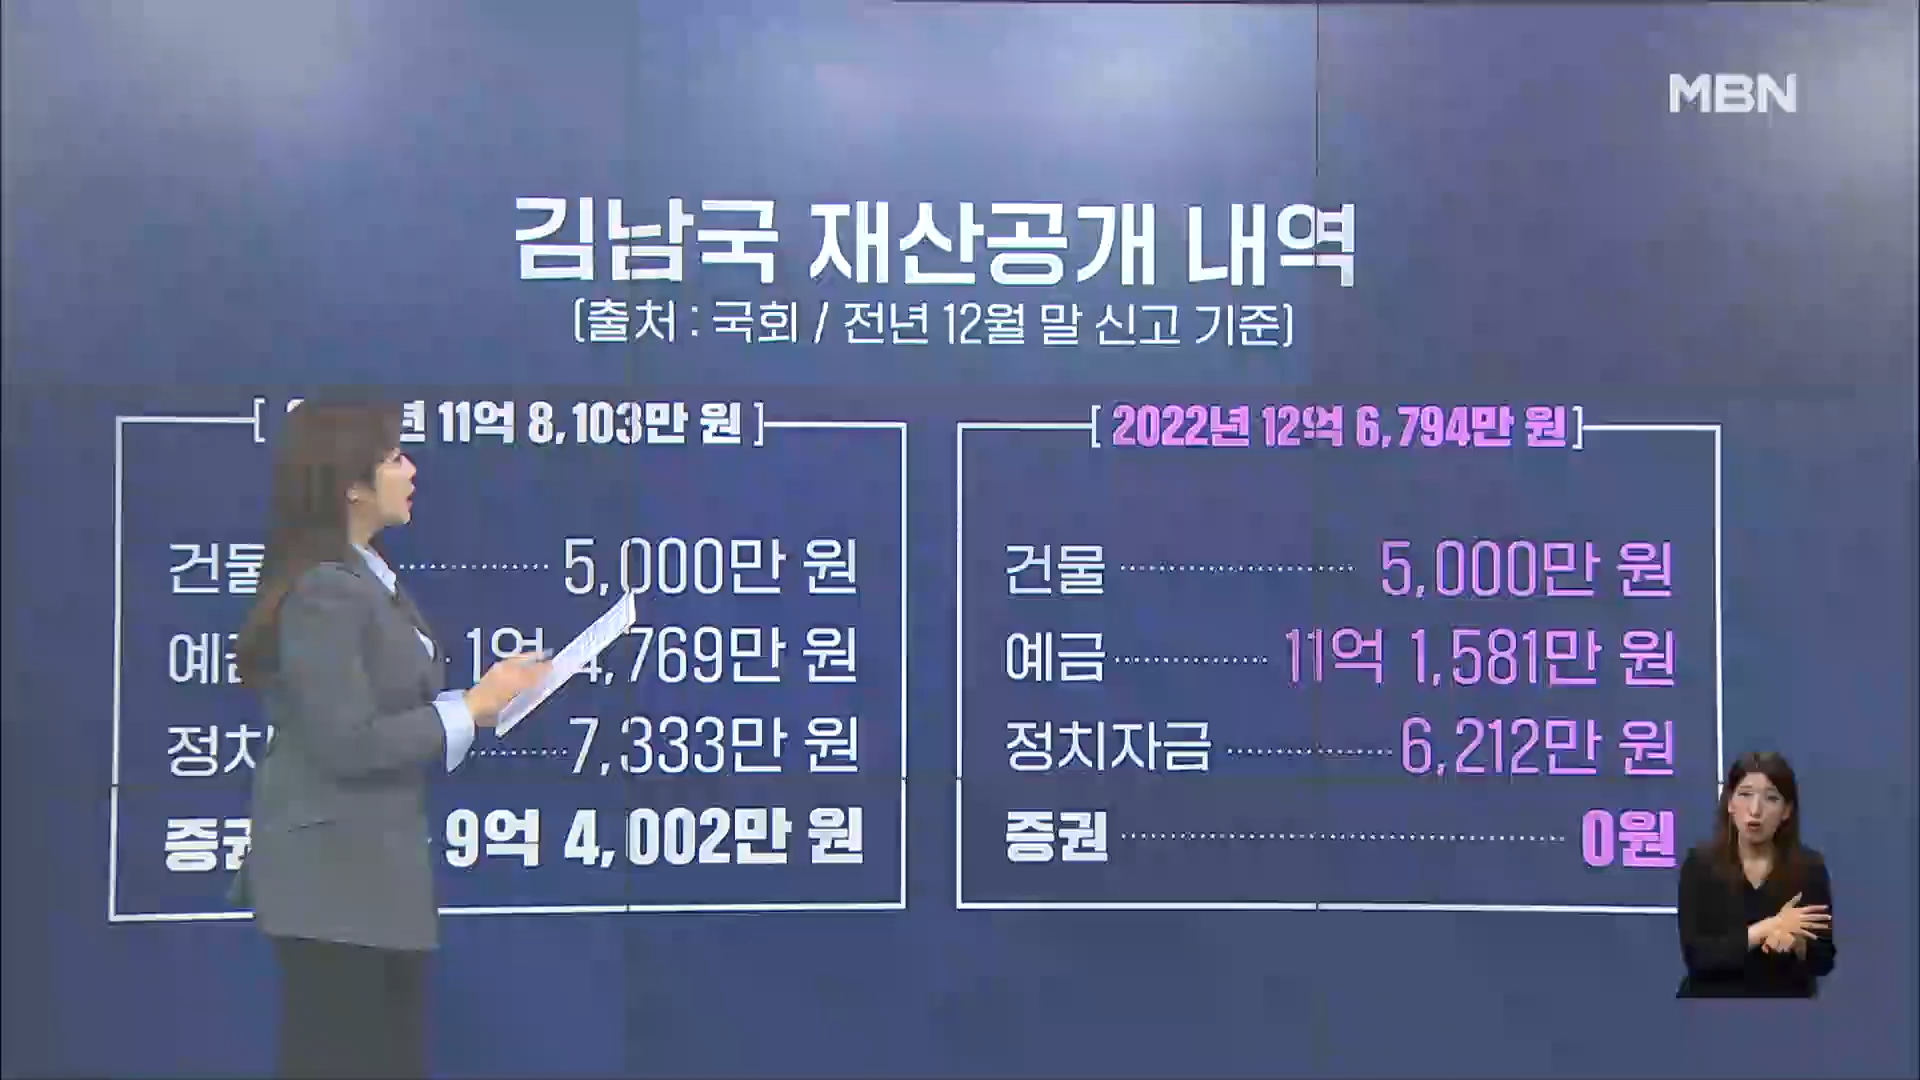 MBN
김남국 재산공개 내역
(출처 : 국회 / 전년 12월 말 신고 기준)
[ 년 11억 8,103만 원 ]
5,000만 원
1억 4,769만 원
7,333만 원
증권 9억 4,002만 원
[ 2022년 12억 6,794만 원 ]
건물 5,000만 원
예금 11억 1,581만 원
정치자금 6,212만 원
증권 0원